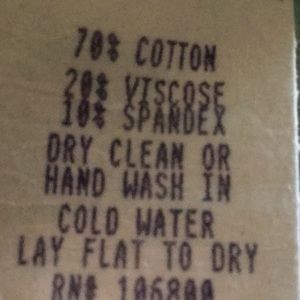 70% COTTON
20% VISCOSE
10% SPANDEX
DRY CLEAN OR
HAND WASH IN
COLD WATER
LAY FLAT TO DRY
RN# 106800